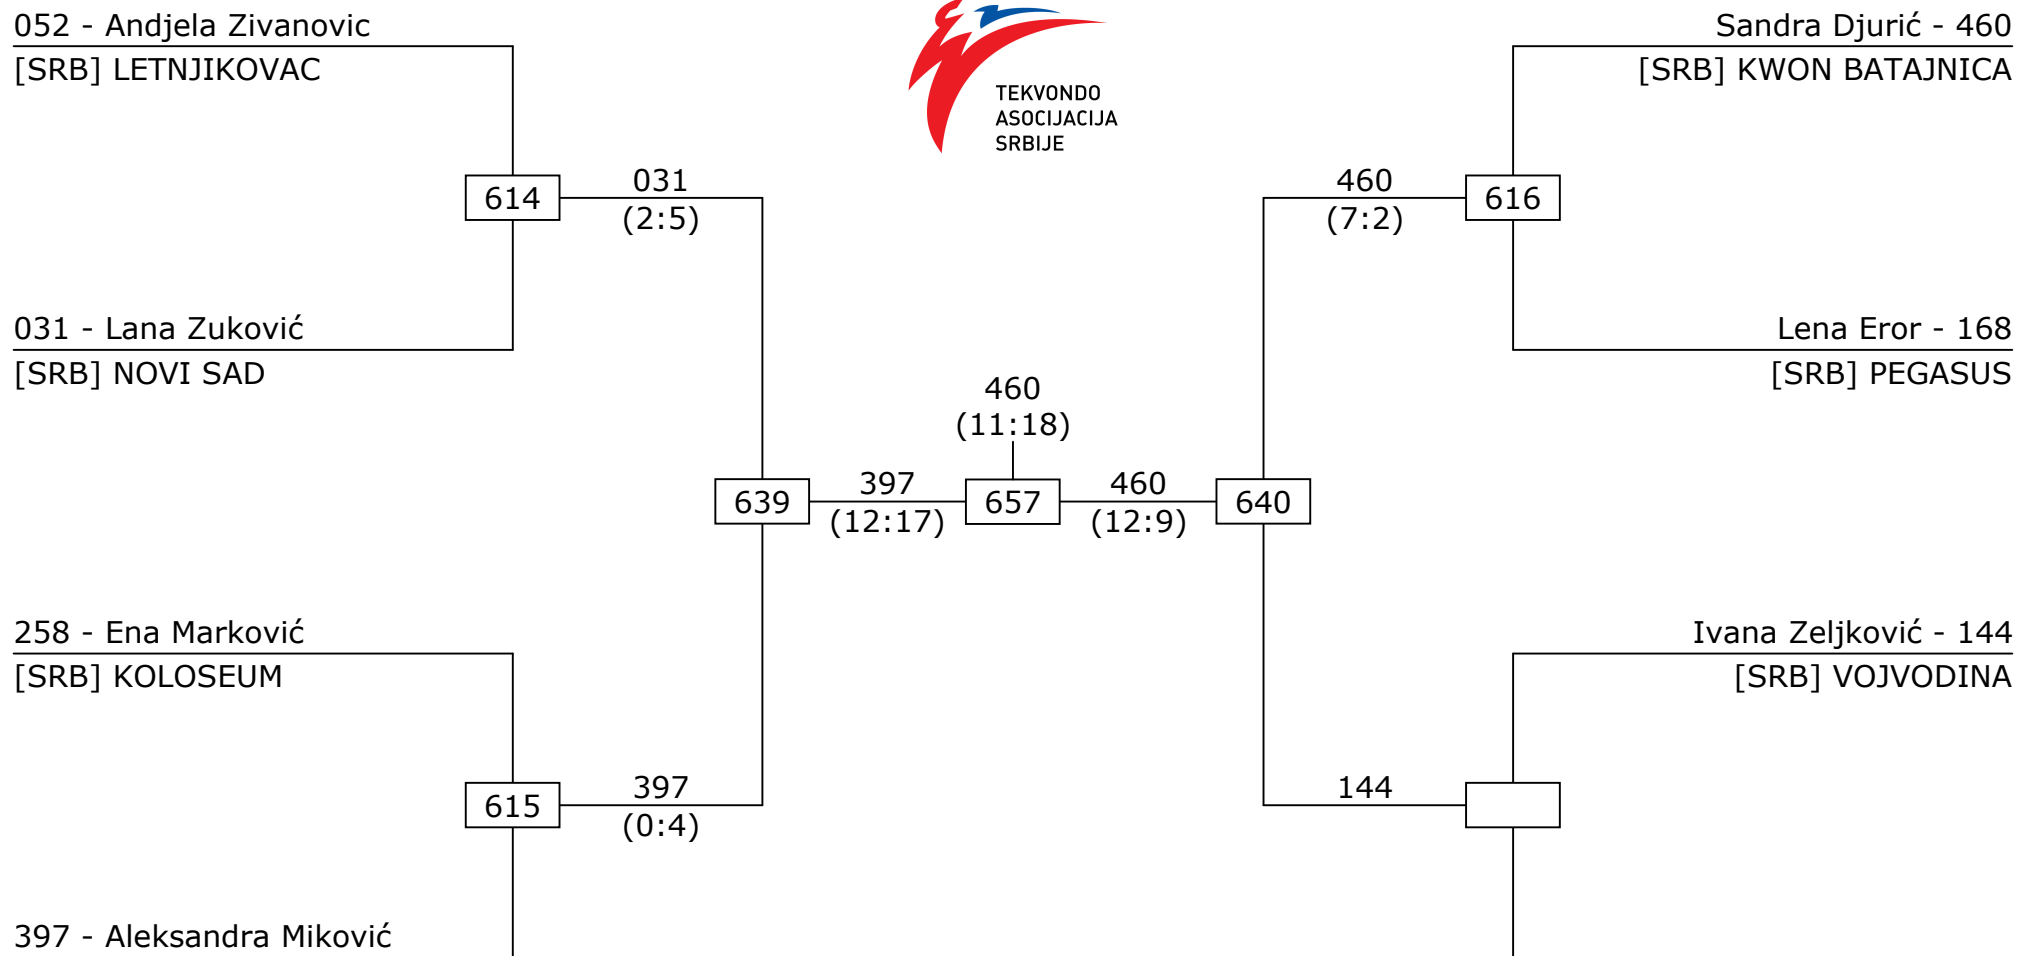 052 - Andjela Zivanovic
[SRB] LETNJIKOVAC
TEKVONDO
ASOCIJACIJA
SRBIJE
Sandra Djurić - 460
[SRB] KWON BATAJNICA
614
031
(2:5)
460
(7:2)
616
031 - Lana Zuković
[SRB] NOVI SAD
Lena Eror - 168
[SRB] PEGASUS
460
(11:18)
639
397
(12:17)
657
460
(12:9)
640
258 - Ena Marković
[SRB] KOLOSEUM
Ivana Zeljković - 144
[SRB] VOJVODINA
615
397
(0:4)
144
397 - Aleksandra Miković